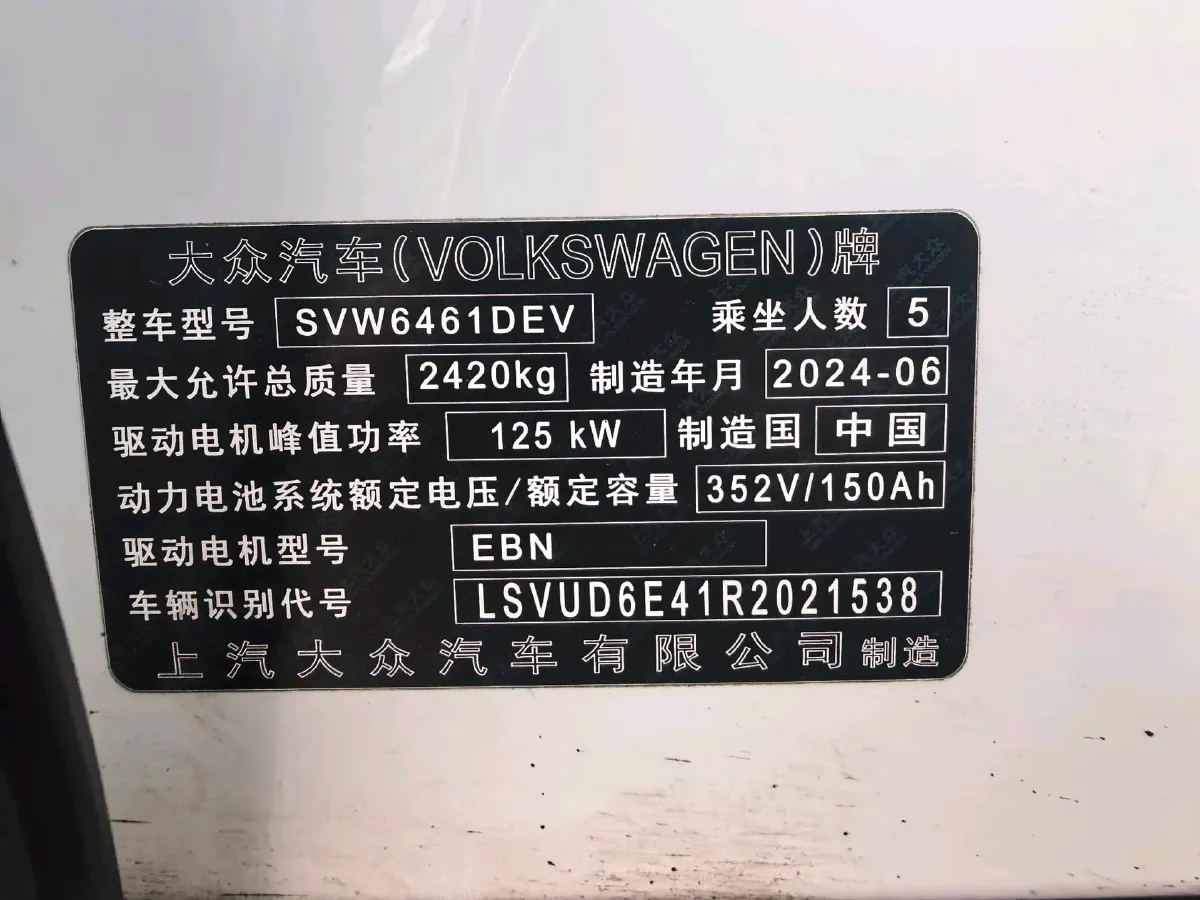 大众汽车(VOLKSWAGEN)牌
整车型号 SVW6461DEV 乘坐人数 5
最大允许总质量 2420kg 制造年月 2024-06
驱动电机峰值功率 125 kW 制造国 中国
动力电池系统额定电压/额定容量 352V/150Ah
驱动电机型号 EBN
车辆识别代号 LSVUD6E41R2021538
上汽大众汽车有限公司 制造